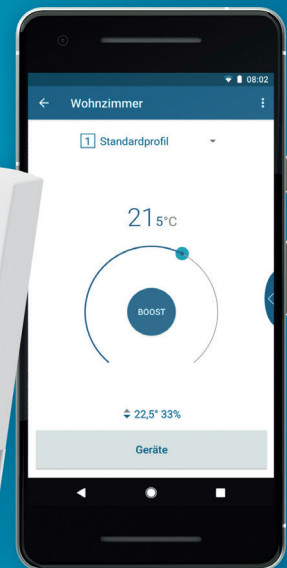 08:02
Wohnzimmer
1 Standardprofil
21 5°C
BOOST
22,5° 33%
Geräte